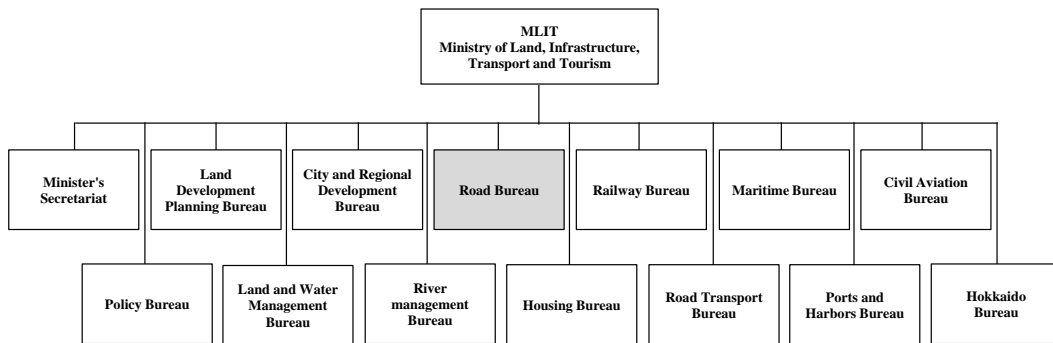 MLIT
Ministry of Land, Infrastructure,
Transport and Tourism
Minister's
Secretariat
Land
Development
Planning Bureau
City and Regional
Development
Bureau
Road Bureau
Railway Bureau
Maritime Bureau
Civil Aviation
Bureau
Policy Bureau
Land and Water
Management
Bureau
River
management
Bureau
Housing Bureau
Road Transport
Bureau
Ports and
Harbors Bureau
Hokkaido
Bureau